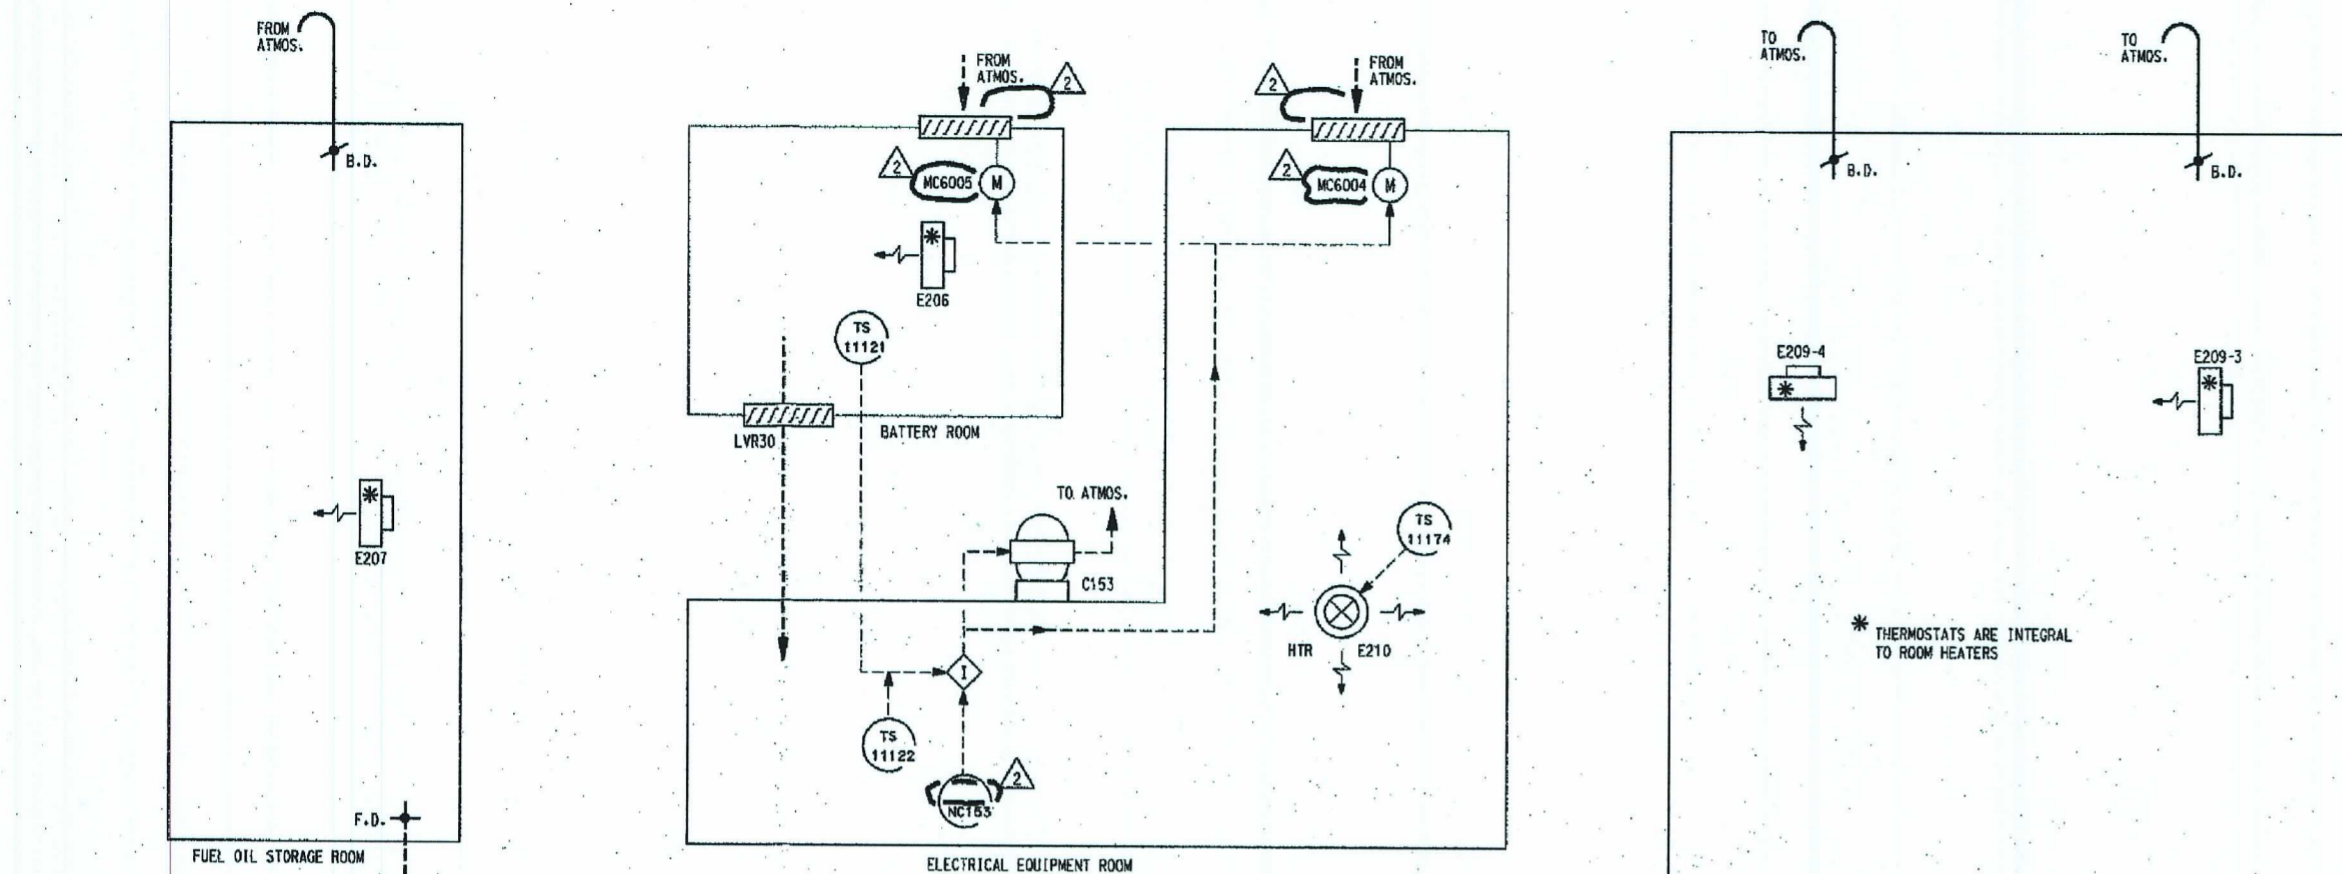 FROM
ATMOS.
B.D.
E207
F.D.
FUEL OIL STORAGE ROOM
FROM
ATMOS.
2
2
MC6005
M
E206
TS
11121
LVR30
BATTERY ROOM
FROM
ATMOS.
2
2
MC6004
M
TO ATMOS.
C153
TS
11174
HTR
E210
I
TS
11122
NC153
2
ELECTRICAL EQUIPMENT ROOM
TO
ATMOS.
B.D.
TO
ATMOS.
B.D.
E209-4
E209-3
* THERMOSTATS ARE INTEGRAL
TO ROOM HEATERS